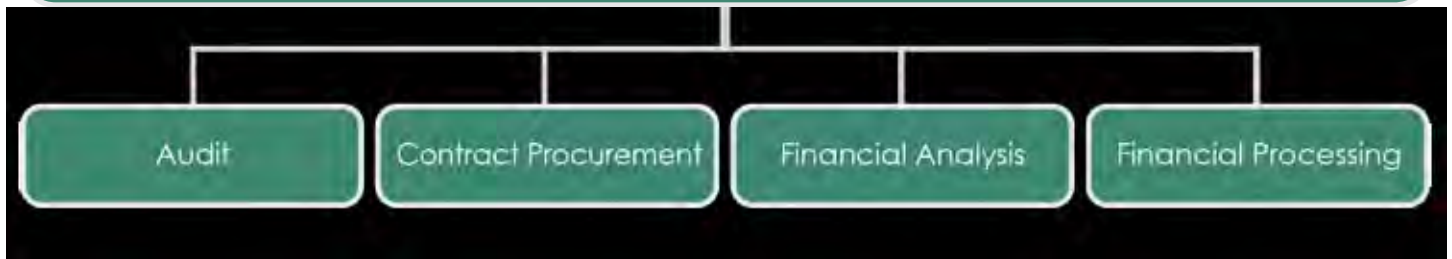 Audit
Contract Procurement
Financial Analysis
Financial Processing